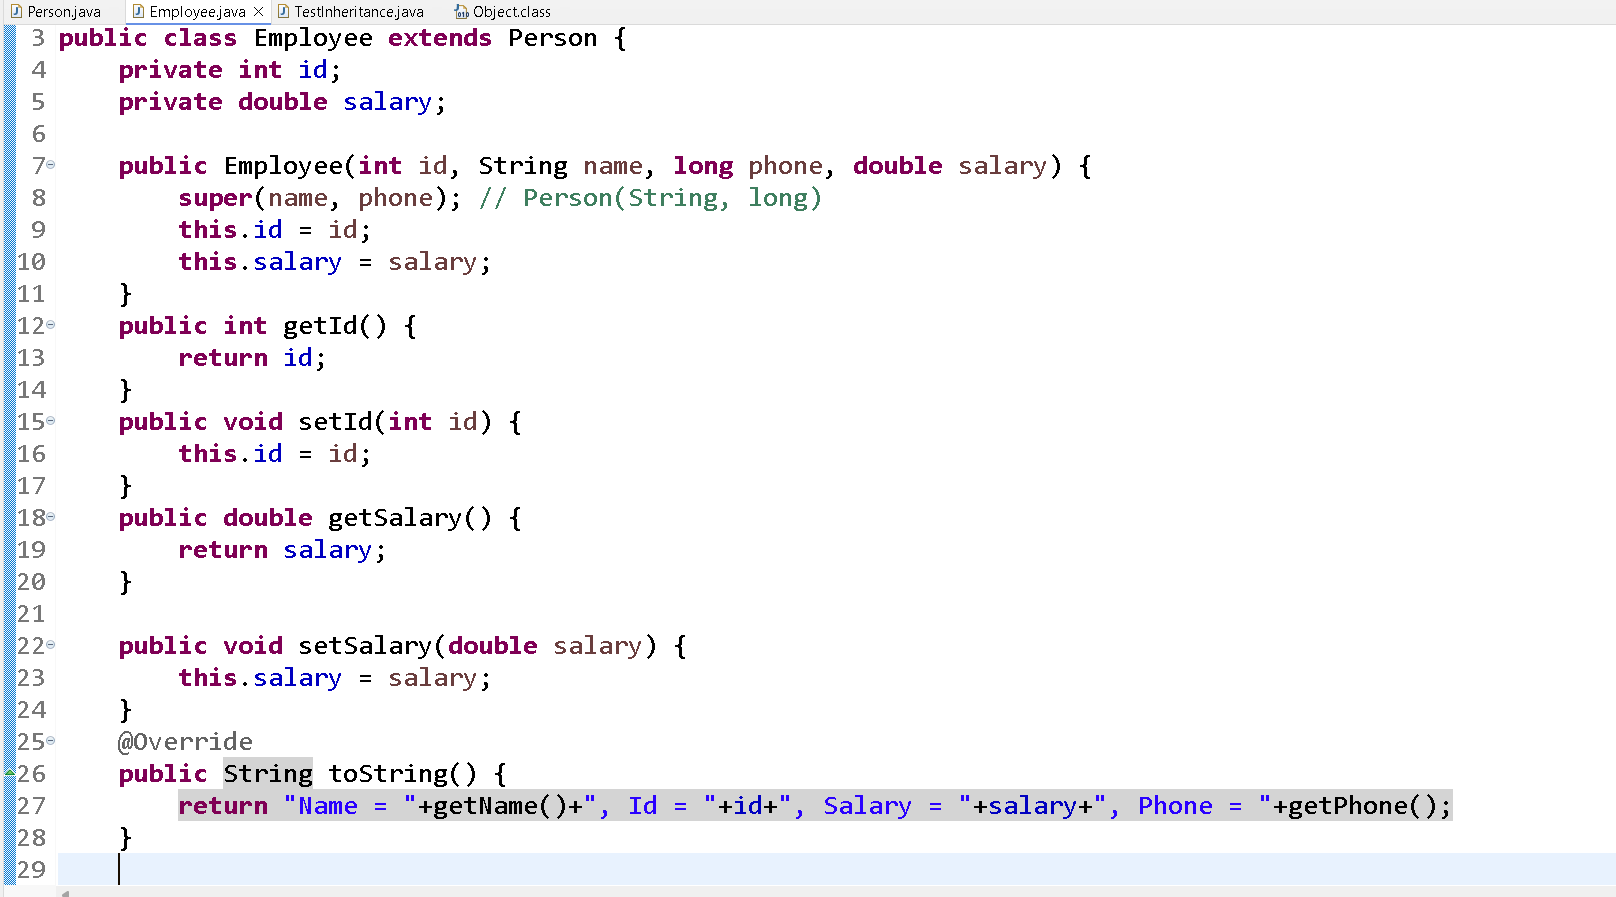 Person.java Employee.java TestInheritance.java Object.class
3 public class Employee extends Person {
4     private int id;
5     private double salary;
6
7     public Employee(int id, String name, long phone, double salary) {
8         super(name, phone); // Person(String, long)
9         this.id = id;
10         this.salary = salary;
11     }
12     public int getId() {
13         return id;
14     }
15     public void setId(int id) {
16         this.id = id;
17     }
18     public double getSalary() {
19         return salary;
20     }
21
22     public void setSalary(double salary) {
23         this.salary = salary;
24     }
25     @Override
26     public String toString() {
27         return "Name = "+getName()+", Id = "+id+", Salary = "+salary+", Phone = "+getPhone();
28     }
29